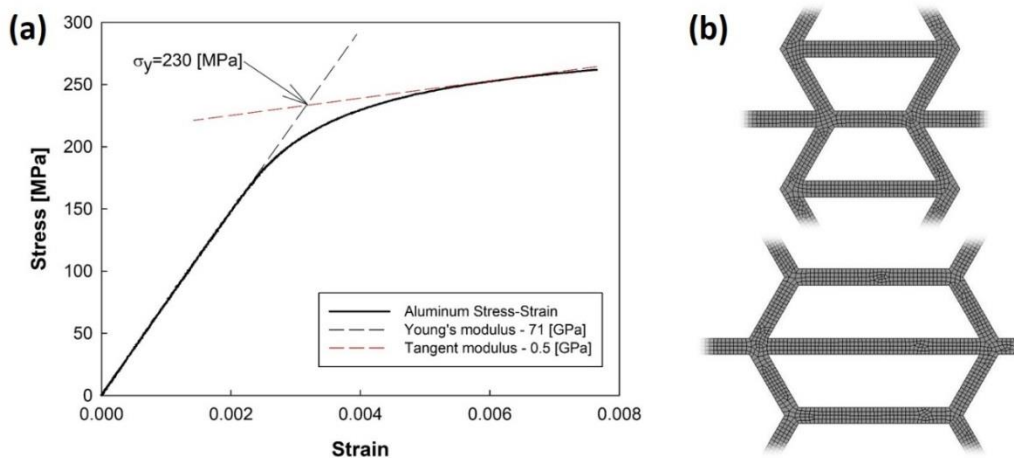 (a)
(b)
300
250
200
150
100
50
0
Stress [MPa]
σy=230 [MPa]
Aluminum Stress-Strain
Young's modulus - 71 [GPa]
Tangent modulus - 0.5 [GPa]
0.000 0.002 0.004 0.006 0.008
Strain